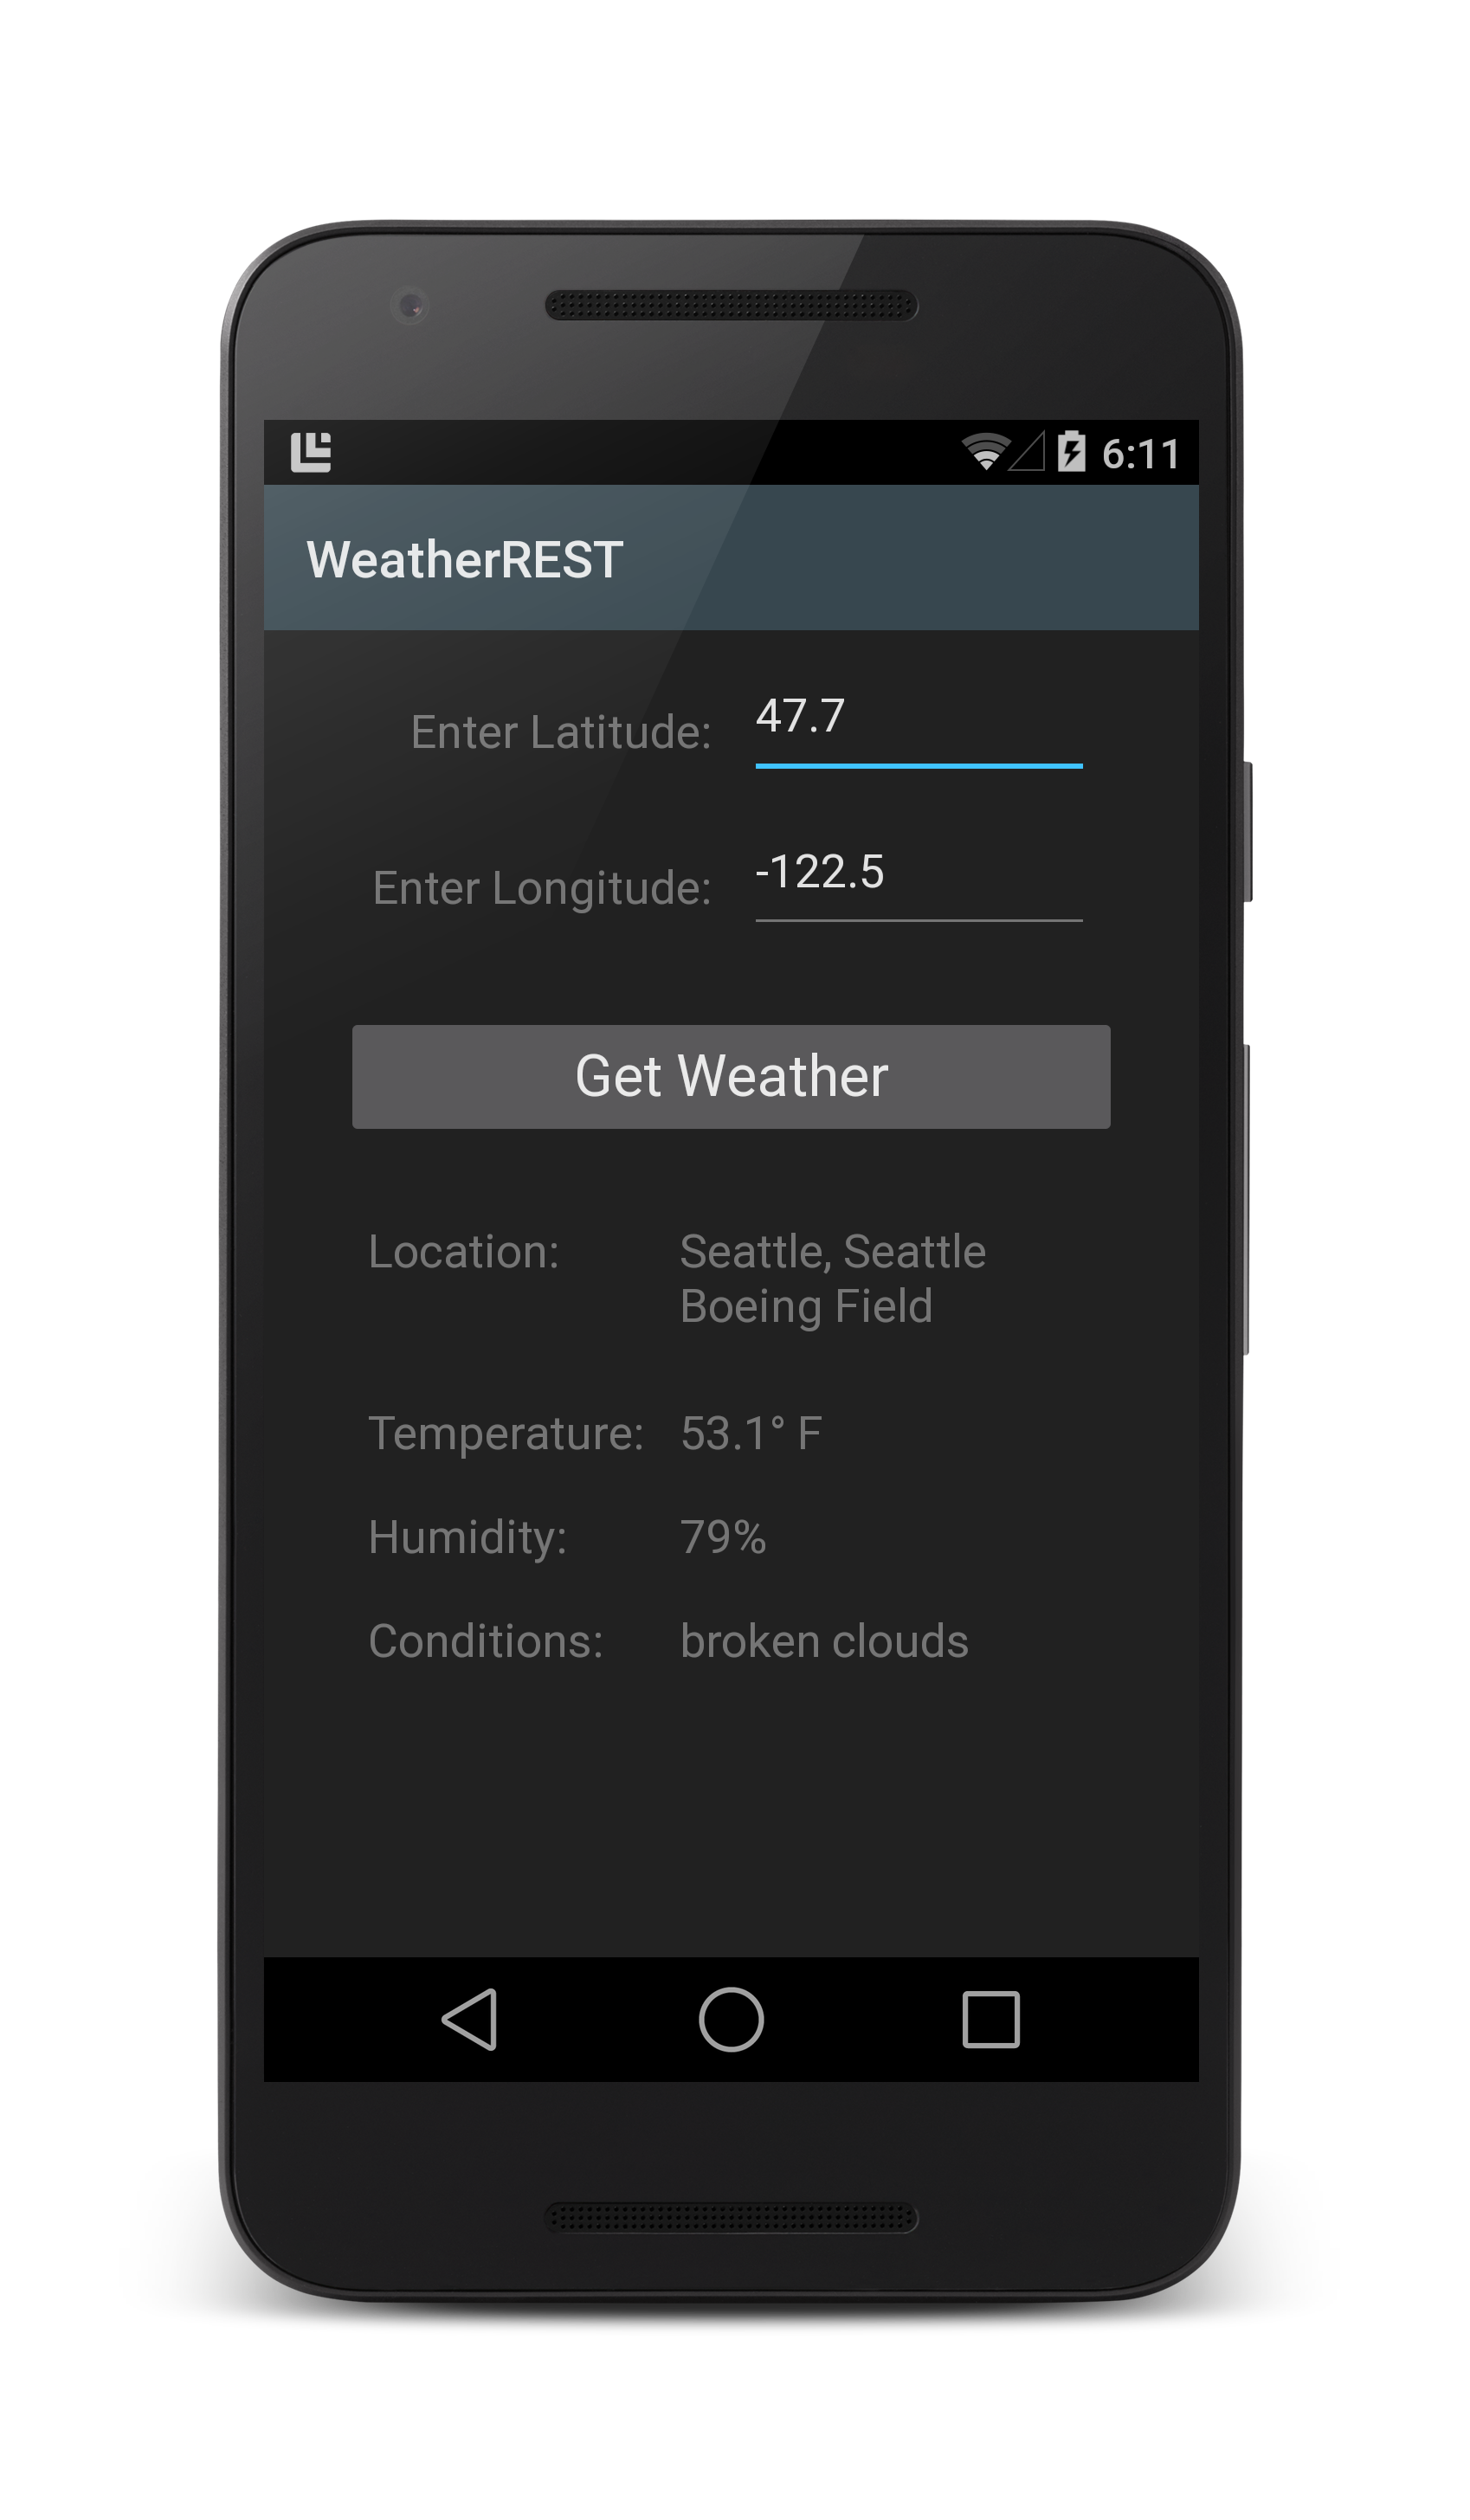 6:11
WeatherREST
Enter Latitude: 47.7
Enter Longitude: -122.5
Get Weather
Location: Seattle, Seattle
Boeing Field
Temperature: 53.1° F
Humidity: 79%
Conditions: broken clouds